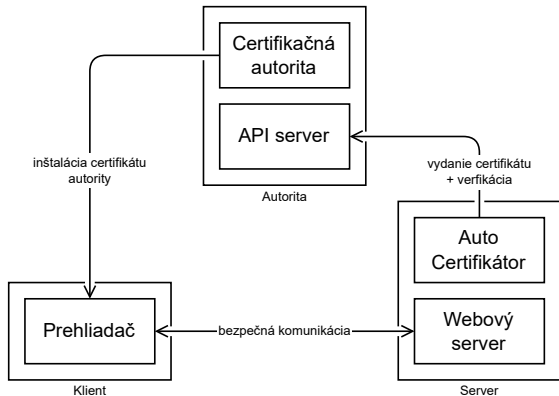 Certifikačná
autorita
API server
Autorita
inštalácia certifikátu
autority
vydanie certifikátu
+ verfikácia
Auto
Certifikátor
Webový
server
Server
bezpečná komunikácia
Prehliadač
Klient